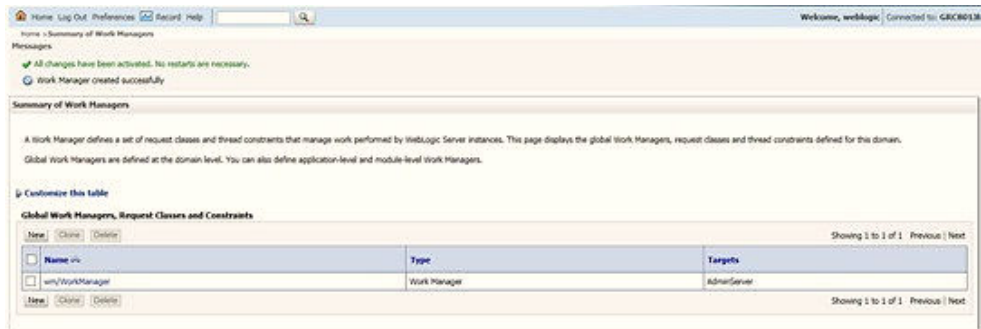 Home Log Out Preferences Record Help
Welcome, weblogic Connected to: GRC8013R
Home >Summary of Work Managers
Messages
All changes have been activated. No restarts are necessary.
Work Manager created successfully
Summary of Work Managers
A Work Manager defines a set of request classes and thread constraints that manage work performed by WebLogic Server instances. This page displays the global Work Managers, request classes and thread constraints defined for this domain.
Global Work Managers are defined at the domain level. You can also define application-level and module-level Work Managers.
Customize this table
Global Work Managers, Request Classes and Constraints
New Clone Delete Showing 1 to 1 of 1 Previous | Next
Name Type Targets
wm/WorkManager Work Manager AdminServer
New Clone Delete Showing 1 to 1 of 1 Previous | Next